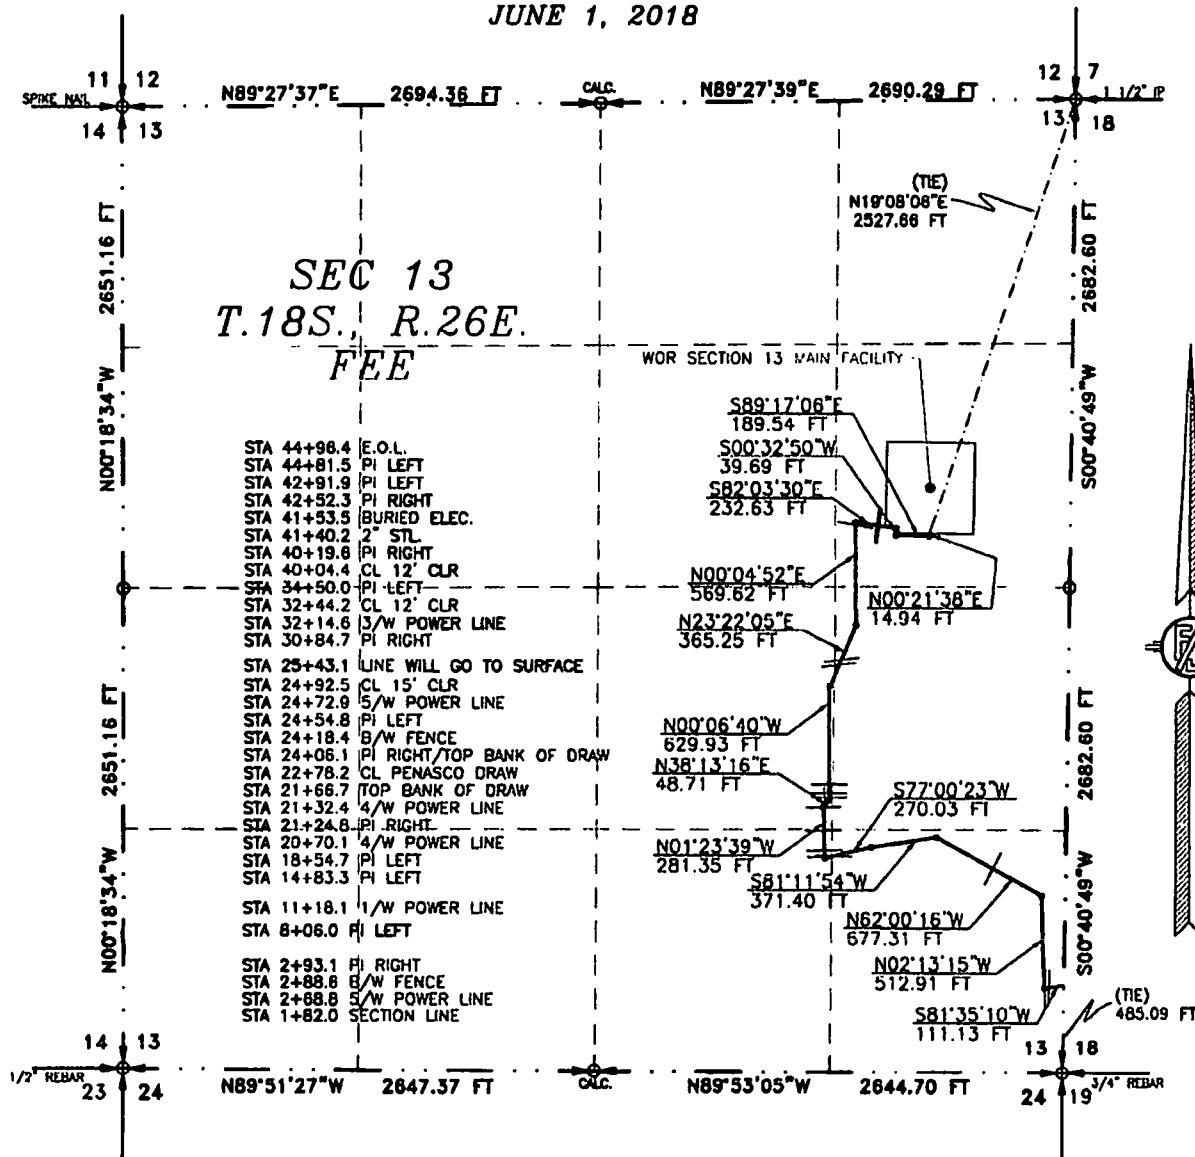 JUNE 1, 2018
11 12
SPIKE NAIL
14 13
N89°27'37"E 2694.36 FT
CALC.
N89°27'39"E 2690.29 FT
12 7
1 1/2" IP
13 18
(TIE)
N19°08'08"E
2527.66 FT
2651.16 FT
N00°18'34"W
2682.60 FT
S00°40'49"W
SEC 13
T.18S., R.26E.
FEE
WOR SECTION 13 MAIN FACILITY
S89°17'06"E
189.54 FT
S00°32'50"W
39.69 FT
S82°03'30"E
232.63 FT
N00°04'52"E
569.62 FT
N00°21'38"E
14.94 FT
N23°22'05"E
365.25 FT
N00°06'40"W
629.93 FT
N38°13'16"E
48.71 FT
S77°00'23"W
270.03 FT
N01°23'39"W
281.35 FT
S81°11'54"W
371.40 FT
N62°00'16"W
677.31 FT
N02°13'15"W
512.91 FT
S81°35'10"W
111.13 FT
(TIE)
485.09 FT
STA 44+96.4 E.O.L.
STA 44+81.5 PI LEFT
STA 42+91.9 PI LEFT
STA 42+52.3 PI RIGHT
STA 41+53.5 BURIED ELEC.
STA 41+40.2 2" STL.
STA 40+19.6 PI RIGHT
STA 40+04.4 CL 12' CLR
STA 34+50.0 PI LEFT
STA 32+44.2 CL 12' CLR
STA 32+14.6 3/W POWER LINE
STA 30+84.7 PI RIGHT
STA 25+43.1 LINE WILL GO TO SURFACE
STA 24+92.5 CL 15' CLR
STA 24+72.9 5/W POWER LINE
STA 24+54.8 PI LEFT
STA 24+18.4 B/W FENCE
STA 24+06.1 PI RIGHT/TOP BANK OF DRAW
STA 22+78.2 CL PENASCO DRAW
STA 21+66.7 TOP BANK OF DRAW
STA 21+32.4 4/W POWER LINE
STA 21+24.8 PI RIGHT
STA 20+70.1 4/W POWER LINE
STA 18+54.7 PI LEFT
STA 14+83.3 PI LEFT
STA 11+18.1 1/W POWER LINE
STA 8+06.0 PI LEFT
STA 2+93.1 PI RIGHT
STA 2+88.6 B/W FENCE
STA 2+68.8 5/W POWER LINE
STA 1+82.0 SECTION LINE
2651.16 FT
N00°18'34"W
2682.60 FT
S00°40'49"W
14 13
1/2" REBAR
23 24
N89°51'27"W 2647.37 FT
CALC.
N89°53'05"W 2644.70 FT
13 18
3/4" REBAR
24 19